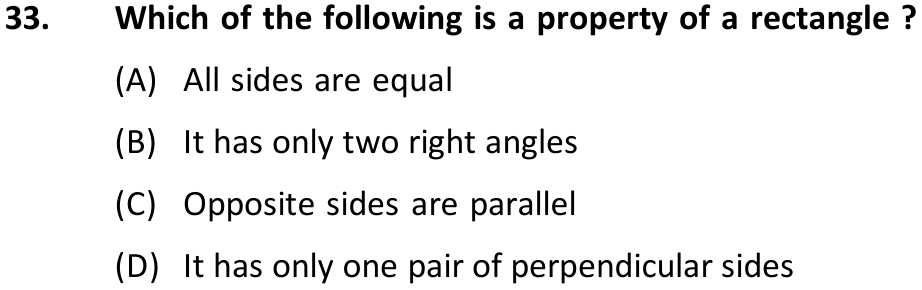 33. Which of the following is a property of a rectangle ?
(A) All sides are equal
(B) It has only two right angles
(C) Opposite sides are parallel
(D) It has only one pair of perpendicular sides